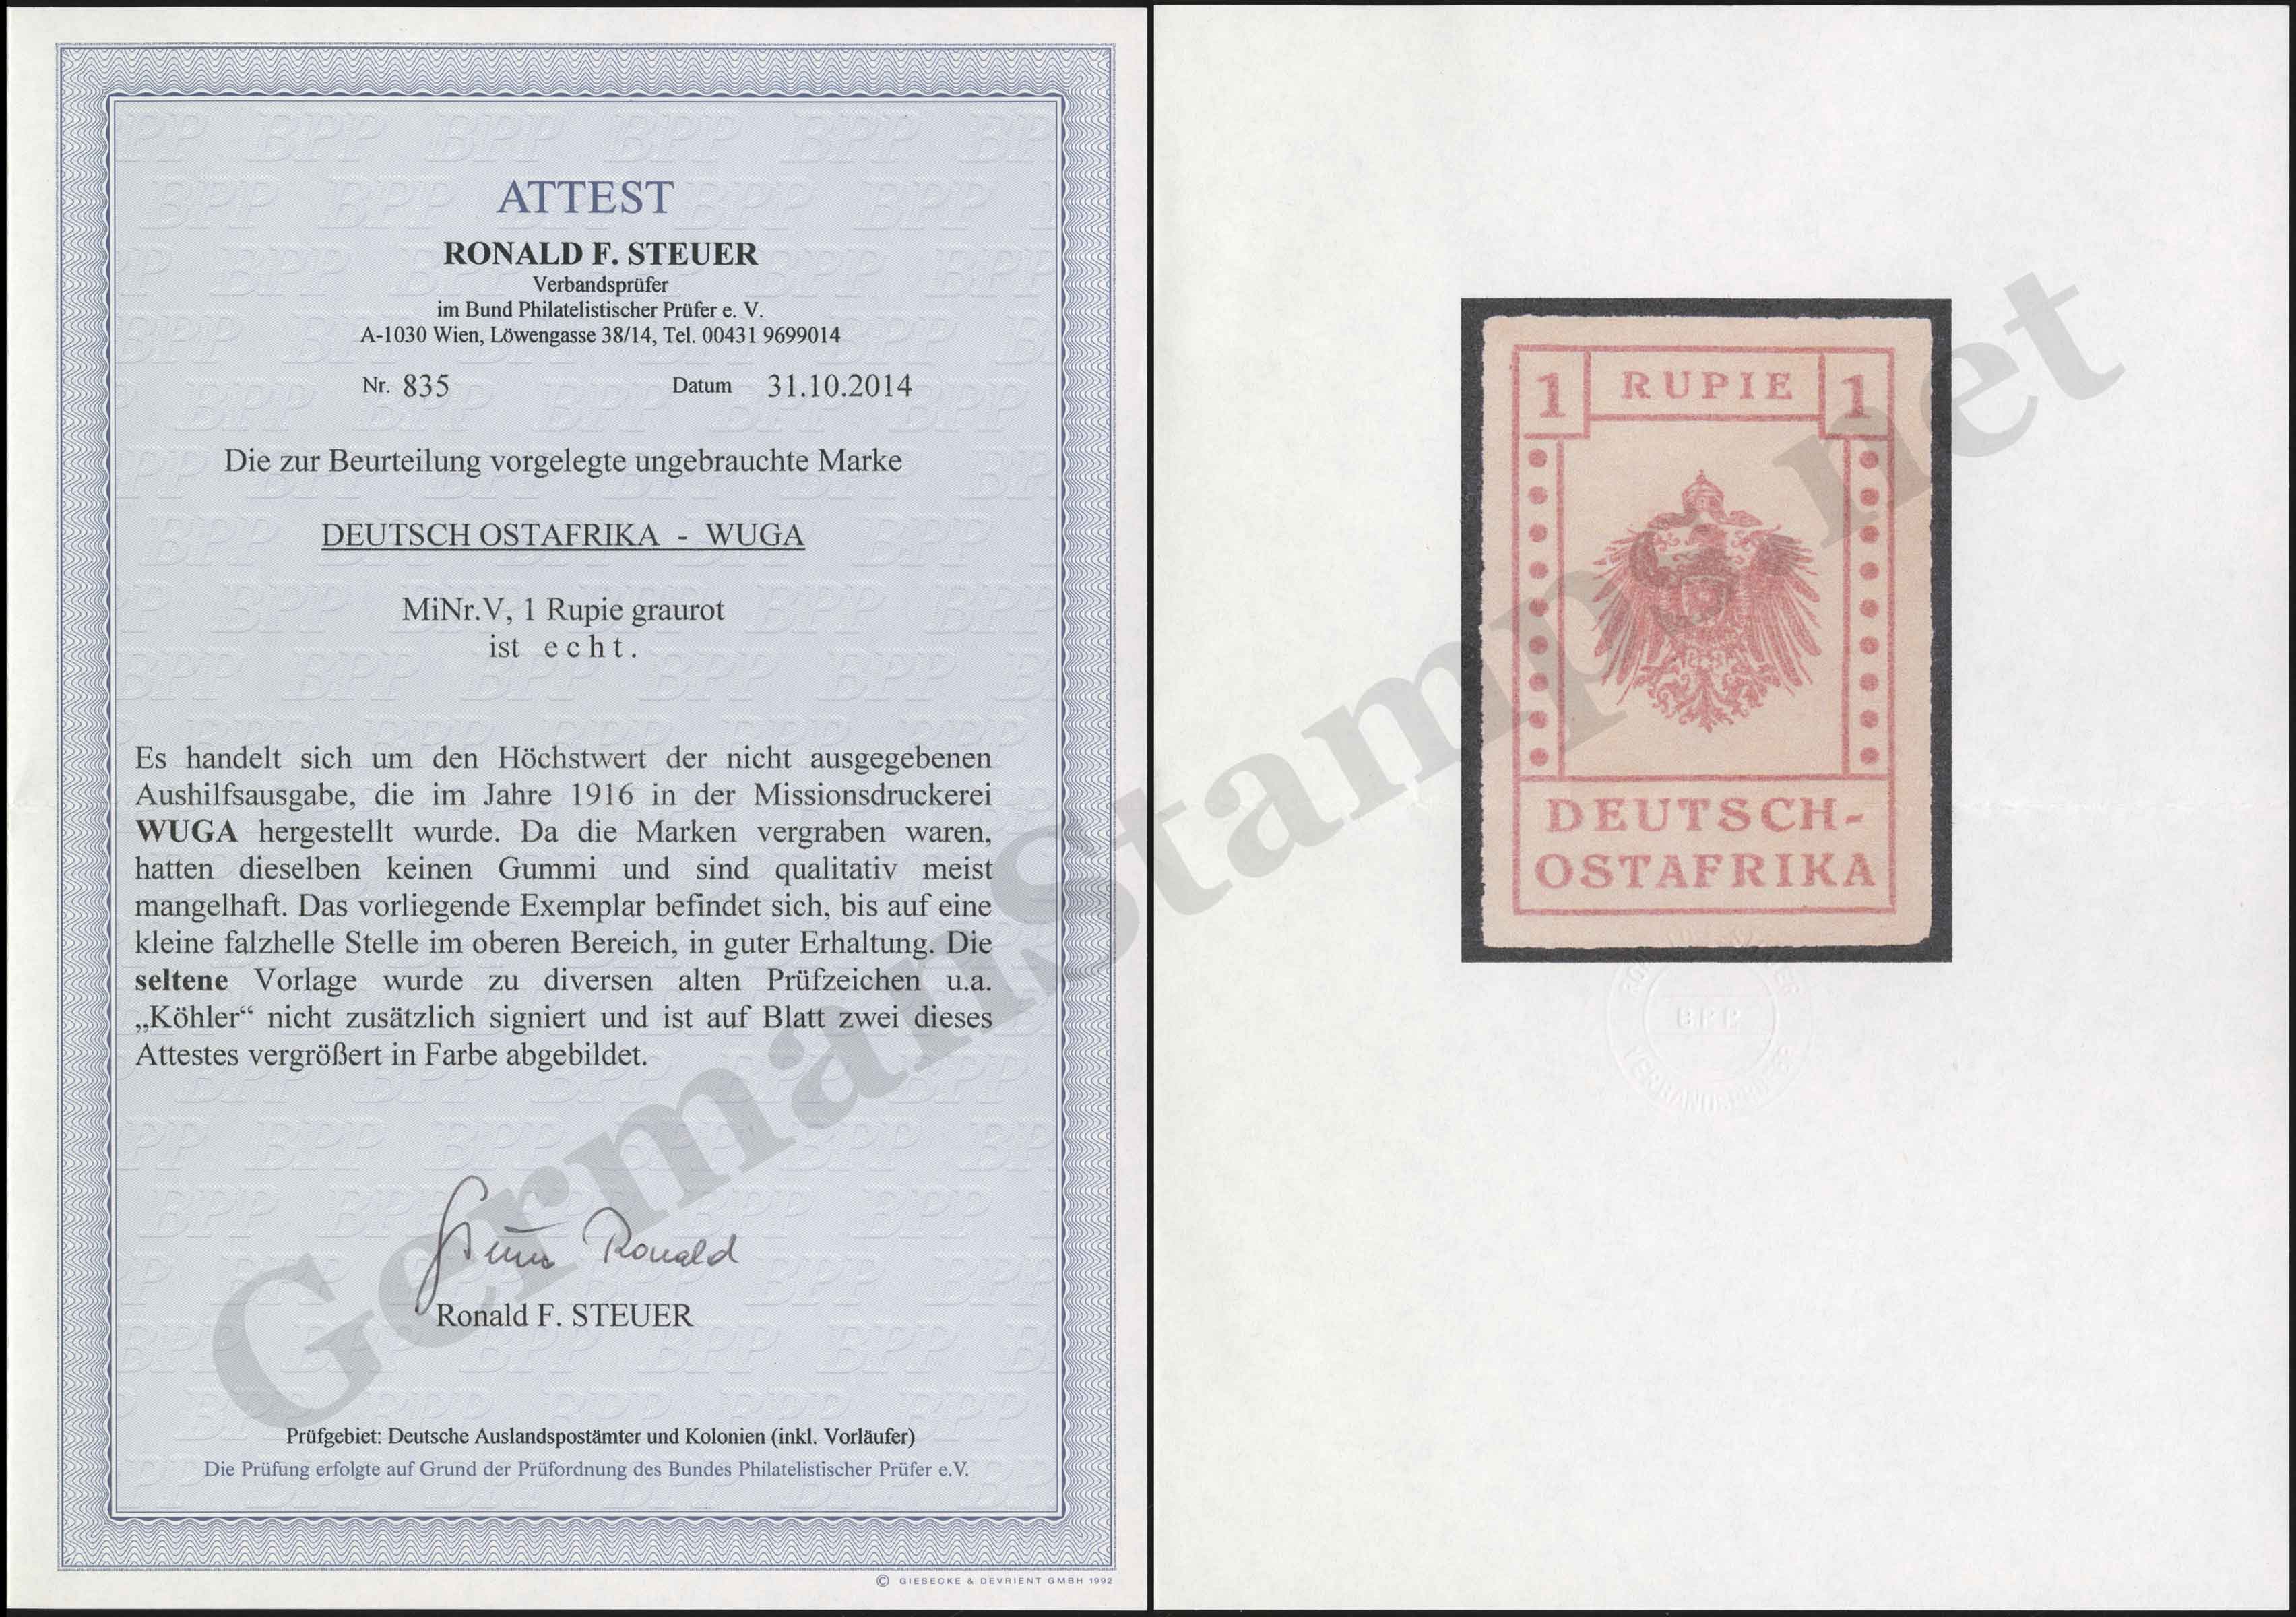 ATTEST
RONALD F. STEUER
Verbandsprüfer
im Bund Philatelistischer Prüfer e. V.
A-1030 Wien, Löwengasse 38/14, Tel. 00431 9699014
Nr. 835 Datum 31.10.2014
Die zur Beurteilung vorgelegte ungebrauchte Marke
DEUTSCH OSTAFRIKA - WUGA
MiNr.V, 1 Rupie graurot
ist echt.
Es handelt sich um den Höchstwert der nicht ausgegebenen
Aushilfsausgabe, die im Jahre 1916 in der Missionsdruckerei
WUGA hergestellt wurde. Da die Marken vergraben waren,
hatten dieselben keinen Gummi und sind qualitativ meist
mangelhaft. Das vorliegende Exemplar befindet sich, bis auf eine
kleine falzhelle Stelle im oberen Bereich, in guter Erhaltung. Die
seltene Vorlage wurde zu diversen alten Prüfzeichen u.a.
„Köhler“ nicht zusätzlich signiert und ist auf Blatt zwei dieses
Attestes vergrößert in Farbe abgebildet.
Steuer Ronald
Ronald F. STEUER
Prüfgebiet: Deutsche Auslandspostämter und Kolonien (inkl. Vorläufer)
Die Prüfung erfolgte auf Grund der Prüfordnung des Bundes Philatelistischer Prüfer e.V.
© GIESECKE & DEVRIENT GMBH 1992
1 RUPIE 1
DEUTSCH-
OSTAFRIKA
BPP
GermanStamps.net